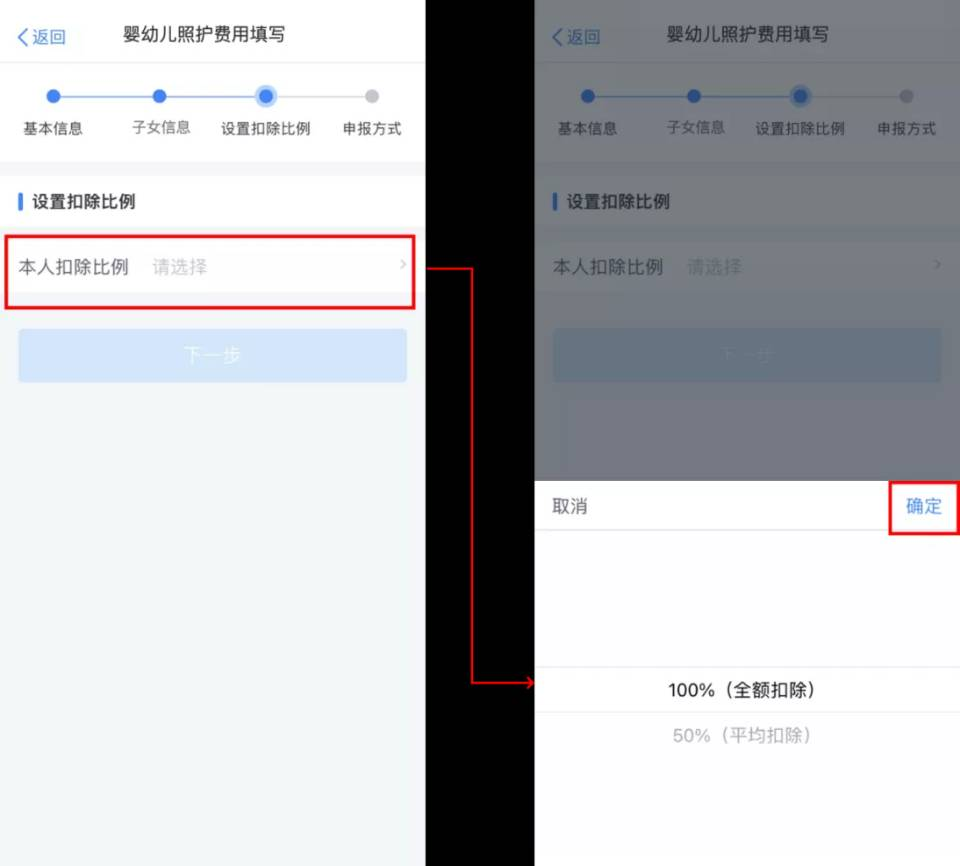 返回
婴幼儿照护费用填写
基本信息
子女信息
设置扣除比例
申报方式
设置扣除比例
本人扣除比例 请选择
下一步
返回
婴幼儿照护费用填写
基本信息
子女信息
设置扣除比例
申报方式
设置扣除比例
本人扣除比例 请选择
下一步
取消
确定
100%（全额扣除）
50%（平均扣除）